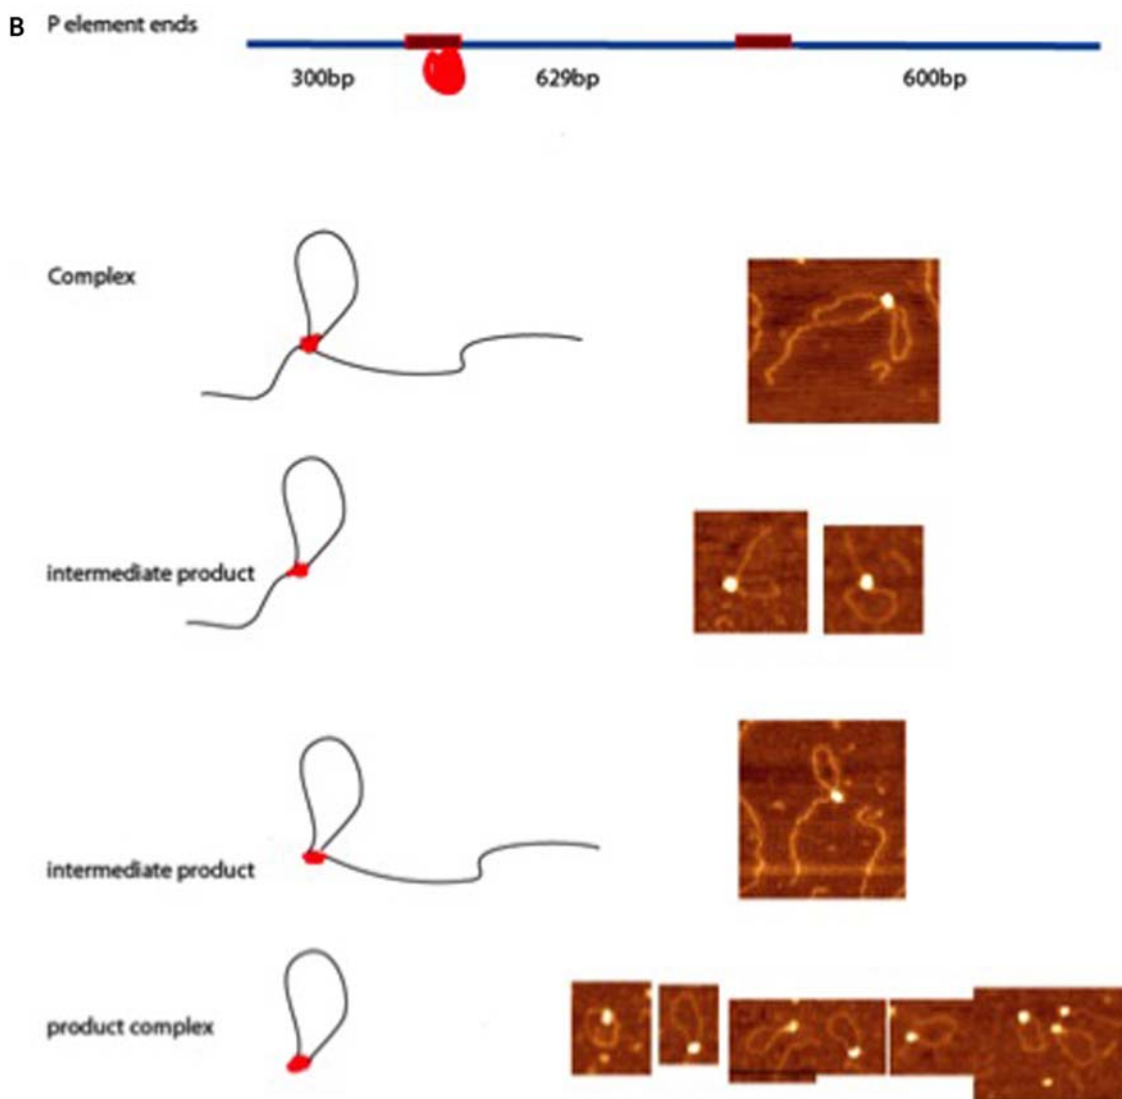 B
P element ends
300bp 629bp 600bp
Complex
intermediate product
intermediate product
product complex